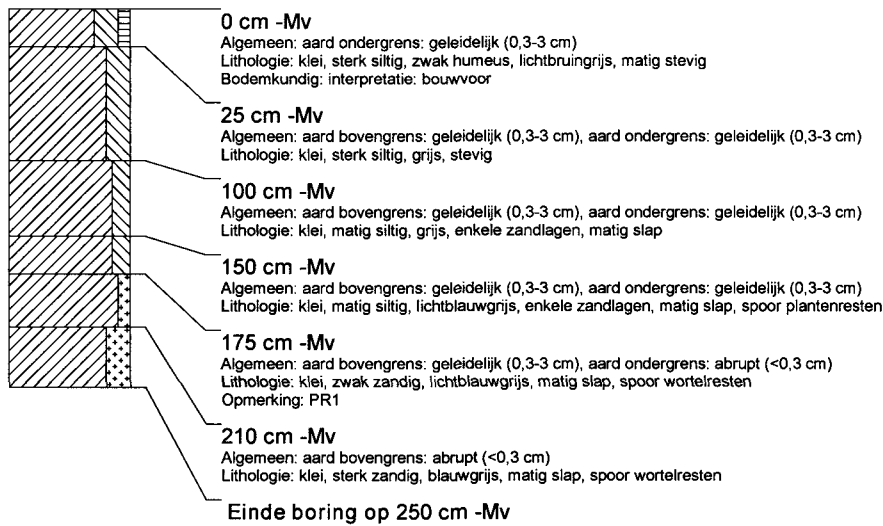 0 cm -Mv
Algemeen: aard ondergrens: geleidelijk (0,3-3 cm)
Lithologie: klei, sterk siltig, zwak humeus, lichtbruingrijs, matig stevig
Bodemkundig: interpretatie: bouwvoor
25 cm -Mv
Algemeen: aard bovengrens: geleidelijk (0,3-3 cm), aard ondergrens: geleidelijk (0,3-3 cm)
Lithologie: klei, sterk siltig, grijs, stevig
100 cm -Mv
Algemeen: aard bovengrens: geleidelijk (0,3-3 cm), aard ondergrens: geleidelijk (0,3-3 cm)
Lithologie: klei, matig siltig, grijs, enkele zandlagen, matig slap
150 cm -Mv
Algemeen: aard bovengrens: geleidelijk (0,3-3 cm), aard ondergrens: geleidelijk (0,3-3 cm)
Lithologie: klei, matig siltig, lichtblauwgrijs, enkele zandlagen, matig slap, spoor plantenresten
175 cm -Mv
Algemeen: aard bovengrens: geleidelijk (0,3-3 cm), aard ondergrens: abrupt (<0,3 cm)
Lithologie: klei, zwak zandig, lichtblauwgrijs, matig slap, spoor wortelresten
Opmerking: PR1
210 cm -Mv
Algemeen: aard bovengrens: abrupt (<0,3 cm)
Lithologie: klei, sterk zandig, blauwgrijs, matig slap, spoor wortelresten
Einde boring op 250 cm -Mv